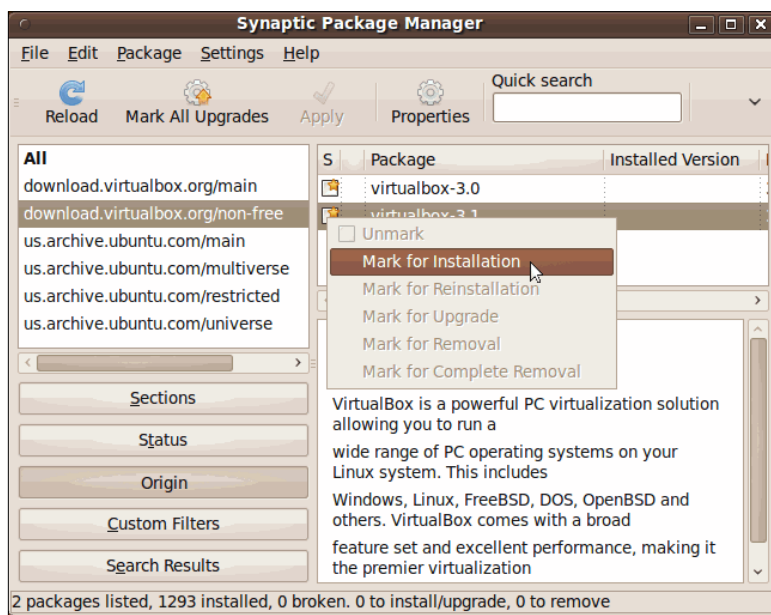 Synaptic Package Manager
File Edit Package Settings Help
Reload Mark All Upgrades Apply Properties Quick search
All
download.virtualbox.org/main
download.virtualbox.org/non-free
us.archive.ubuntu.com/main
us.archive.ubuntu.com/multiverse
us.archive.ubuntu.com/restricted
us.archive.ubuntu.com/universe
Sections
Status
Origin
Custom Filters
Search Results
S Package Installed Version
virtualbox-3.0
virtualbox-3.1
Unmark
Mark for Installation
Mark for Reinstallation
Mark for Upgrade
Mark for Removal
Mark for Complete Removal
VirtualBox is a powerful PC virtualization solution
allowing you to run a
wide range of PC operating systems on your
Linux system. This includes
Windows, Linux, FreeBSD, DOS, OpenBSD and
others. VirtualBox comes with a broad
feature set and excellent performance, making it
the premier virtualization
2 packages listed, 1293 installed, 0 broken. 0 to install/upgrade, 0 to remove